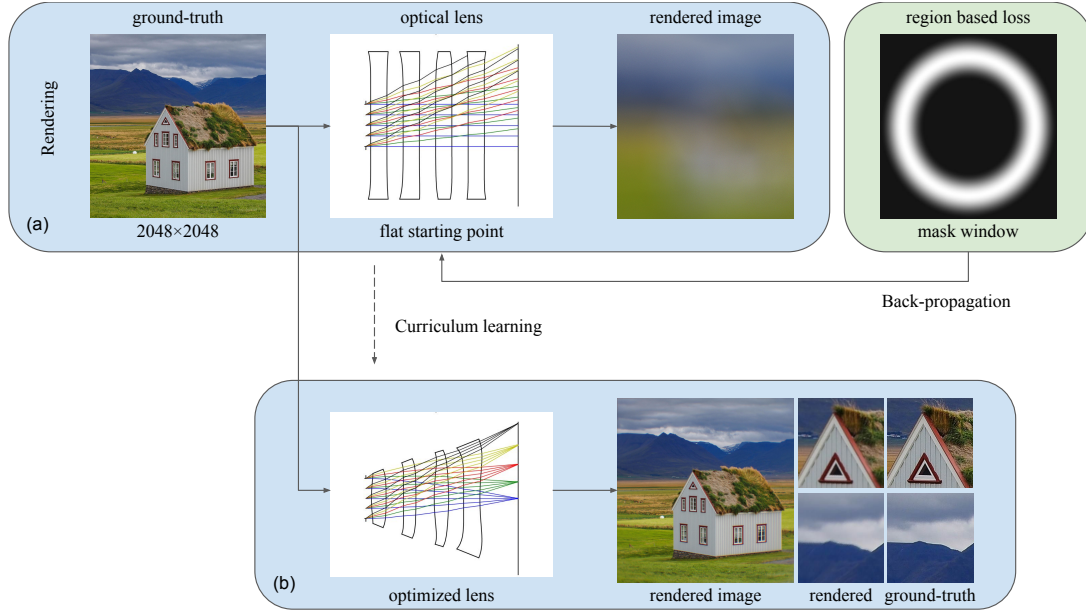 ground-truth
optical lens
rendered image
region based loss
Rendering
(a)
2048×2048
flat starting point
mask window
Back-propagation
Curriculum learning
(b)
optimized lens
rendered image
rendered
ground-truth